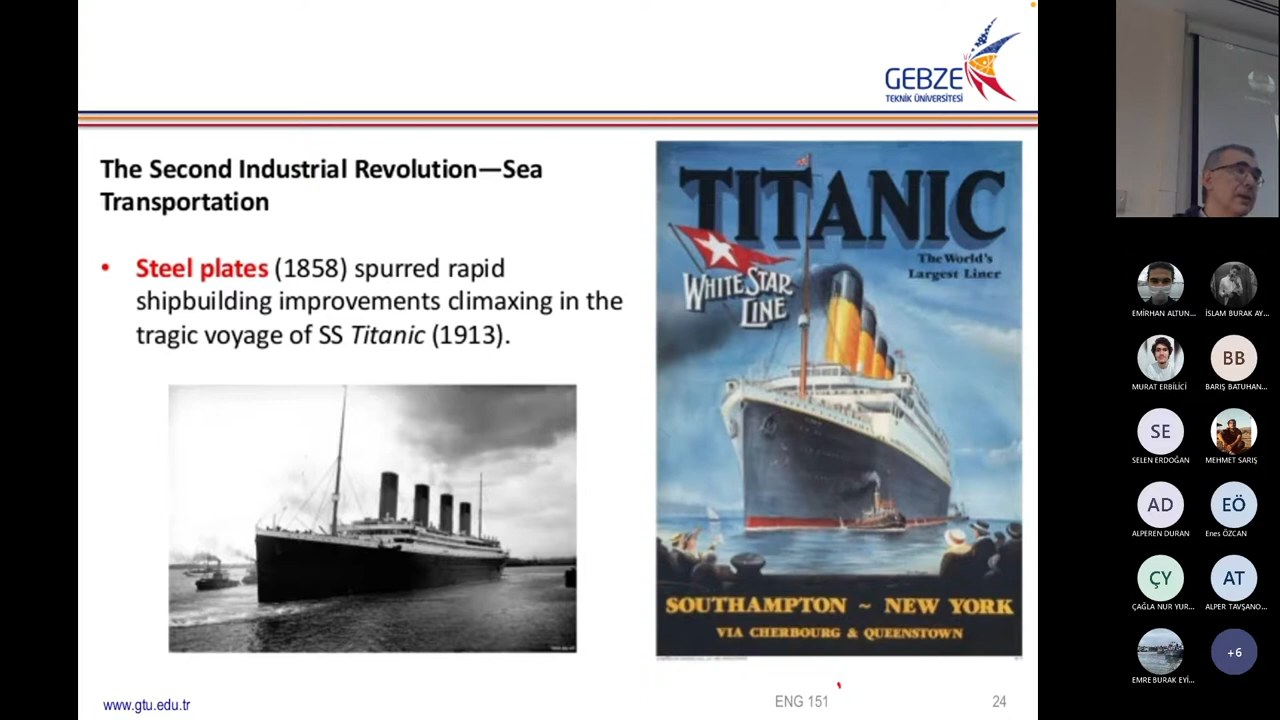 GEBZE
TEKNİK ÜNİVERSİTESİ
The Second Industrial Revolution—Sea
Transportation
• Steel plates (1858) spurred rapid
shipbuilding improvements climaxing in the
tragic voyage of SS Titanic (1913).
TITANIC
The World's
Largest Liner
WHITE STAR
LINE
SOUTHAMPTON ~ NEW YORK
VIA CHERBOURG & QUEENSTOWN
www.gtu.edu.tr
ENG 151
24
EMİRHAN ALTUN...
İSLAM BURAK AY...
MURAT ERBİLİCİ
BB
BARIŞ BATUHAN...
SE
SELEN ERDOĞAN
MEHMET SARIŞ
AD
ALPEREN DURAN
EÖ
Enes ÖZCAN
ÇY
ÇAĞLA NUR YUR...
AT
ALPER TAVŞANO...
EMRE BURAK EYİ...
+6